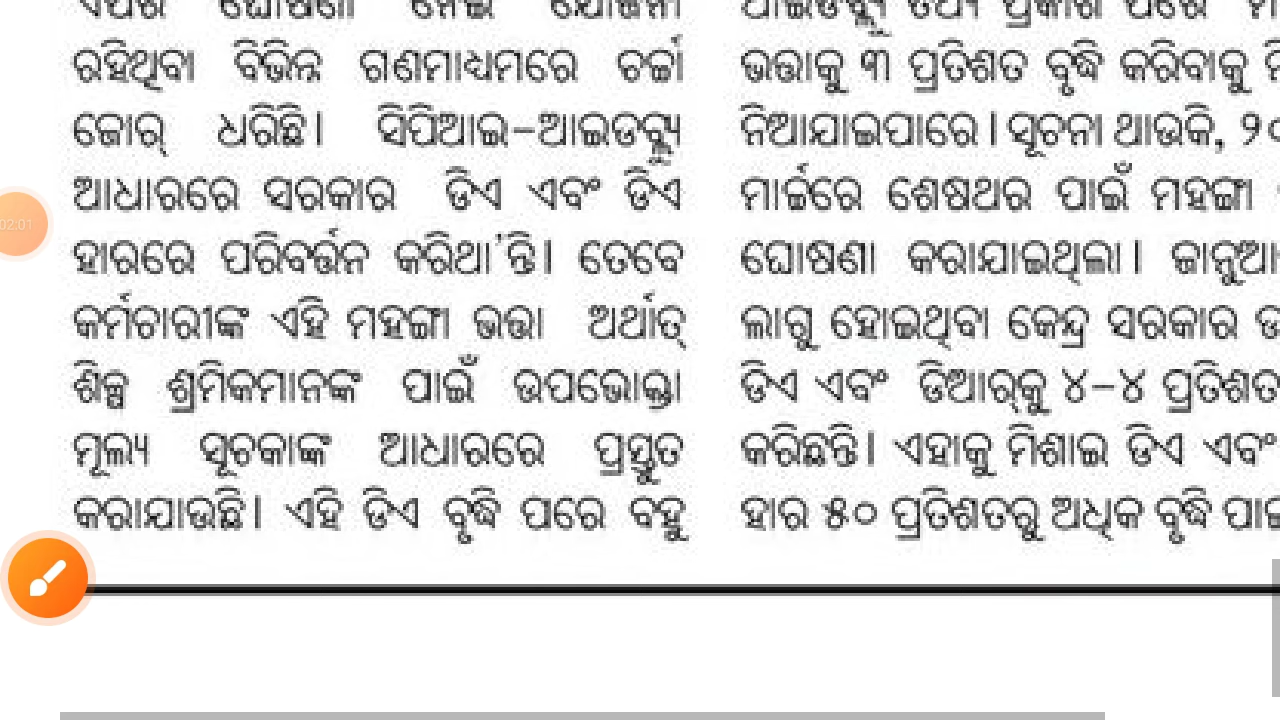 ରହିଥିବା ବିଭିନ୍ନ ଗଣମାଧ୍ୟମରେ ଚର୍ଚ୍ଚା
ଜୋର୍ ଧରିଛି। ସିପିଆଇ-ଆଇଡବ୍ଲ୍ୟୁ
ଆଧାରରେ ସରକାର ଡିଏ ଏବଂ ଡିଏ
ହାରରେ ପରିବର୍ତ୍ତନ କରିଥା'ନ୍ତି। ତେବେ
କର୍ମଚାରୀଙ୍କ ଏହି ମହଙ୍ଗା ଭତ୍ତା ଅର୍ଥାତ୍
ଶିଳ୍ପ ଶ୍ରମିକମାନଙ୍କ ପାଇଁ ଉପଭୋକ୍ତା
ମୂଲ୍ୟ ସୂଚକାଙ୍କ ଆଧାରରେ ପ୍ରସ୍ତୁତ
କରାଯାଉଛି। ଏହି ଡିଏ ବୃଦ୍ଧି ପରେ ବହୁ
ଭତ୍ତାକୁ ୩ ପ୍ରତିଶତ ବୃଦ୍ଧି କରିବାକୁ
ନିଆଯାଇପାରେ। ସୂଚନା ଥାଉକି,
ମାର୍ଚ୍ଚରେ ଶେଷଥର ପାଇଁ ମହଙ୍ଗା
ଘୋଷଣା କରାଯାଇଥିଲା।
ଲାଗୁ ହୋଇଥିବା କେନ୍ଦ୍ର ସରକାର
ଡିଏ ଏବଂ ଡିଆର୍‌କୁ ୪-୪ ପ୍ରତିଶତ
କରିଛନ୍ତି। ଏହାକୁ ମିଶାଇ ଡିଏ ଏବଂ
ହାର ୫୦ ପ୍ରତିଶତରୁ ଅଧିକ ବୃଦ୍ଧି
02:01